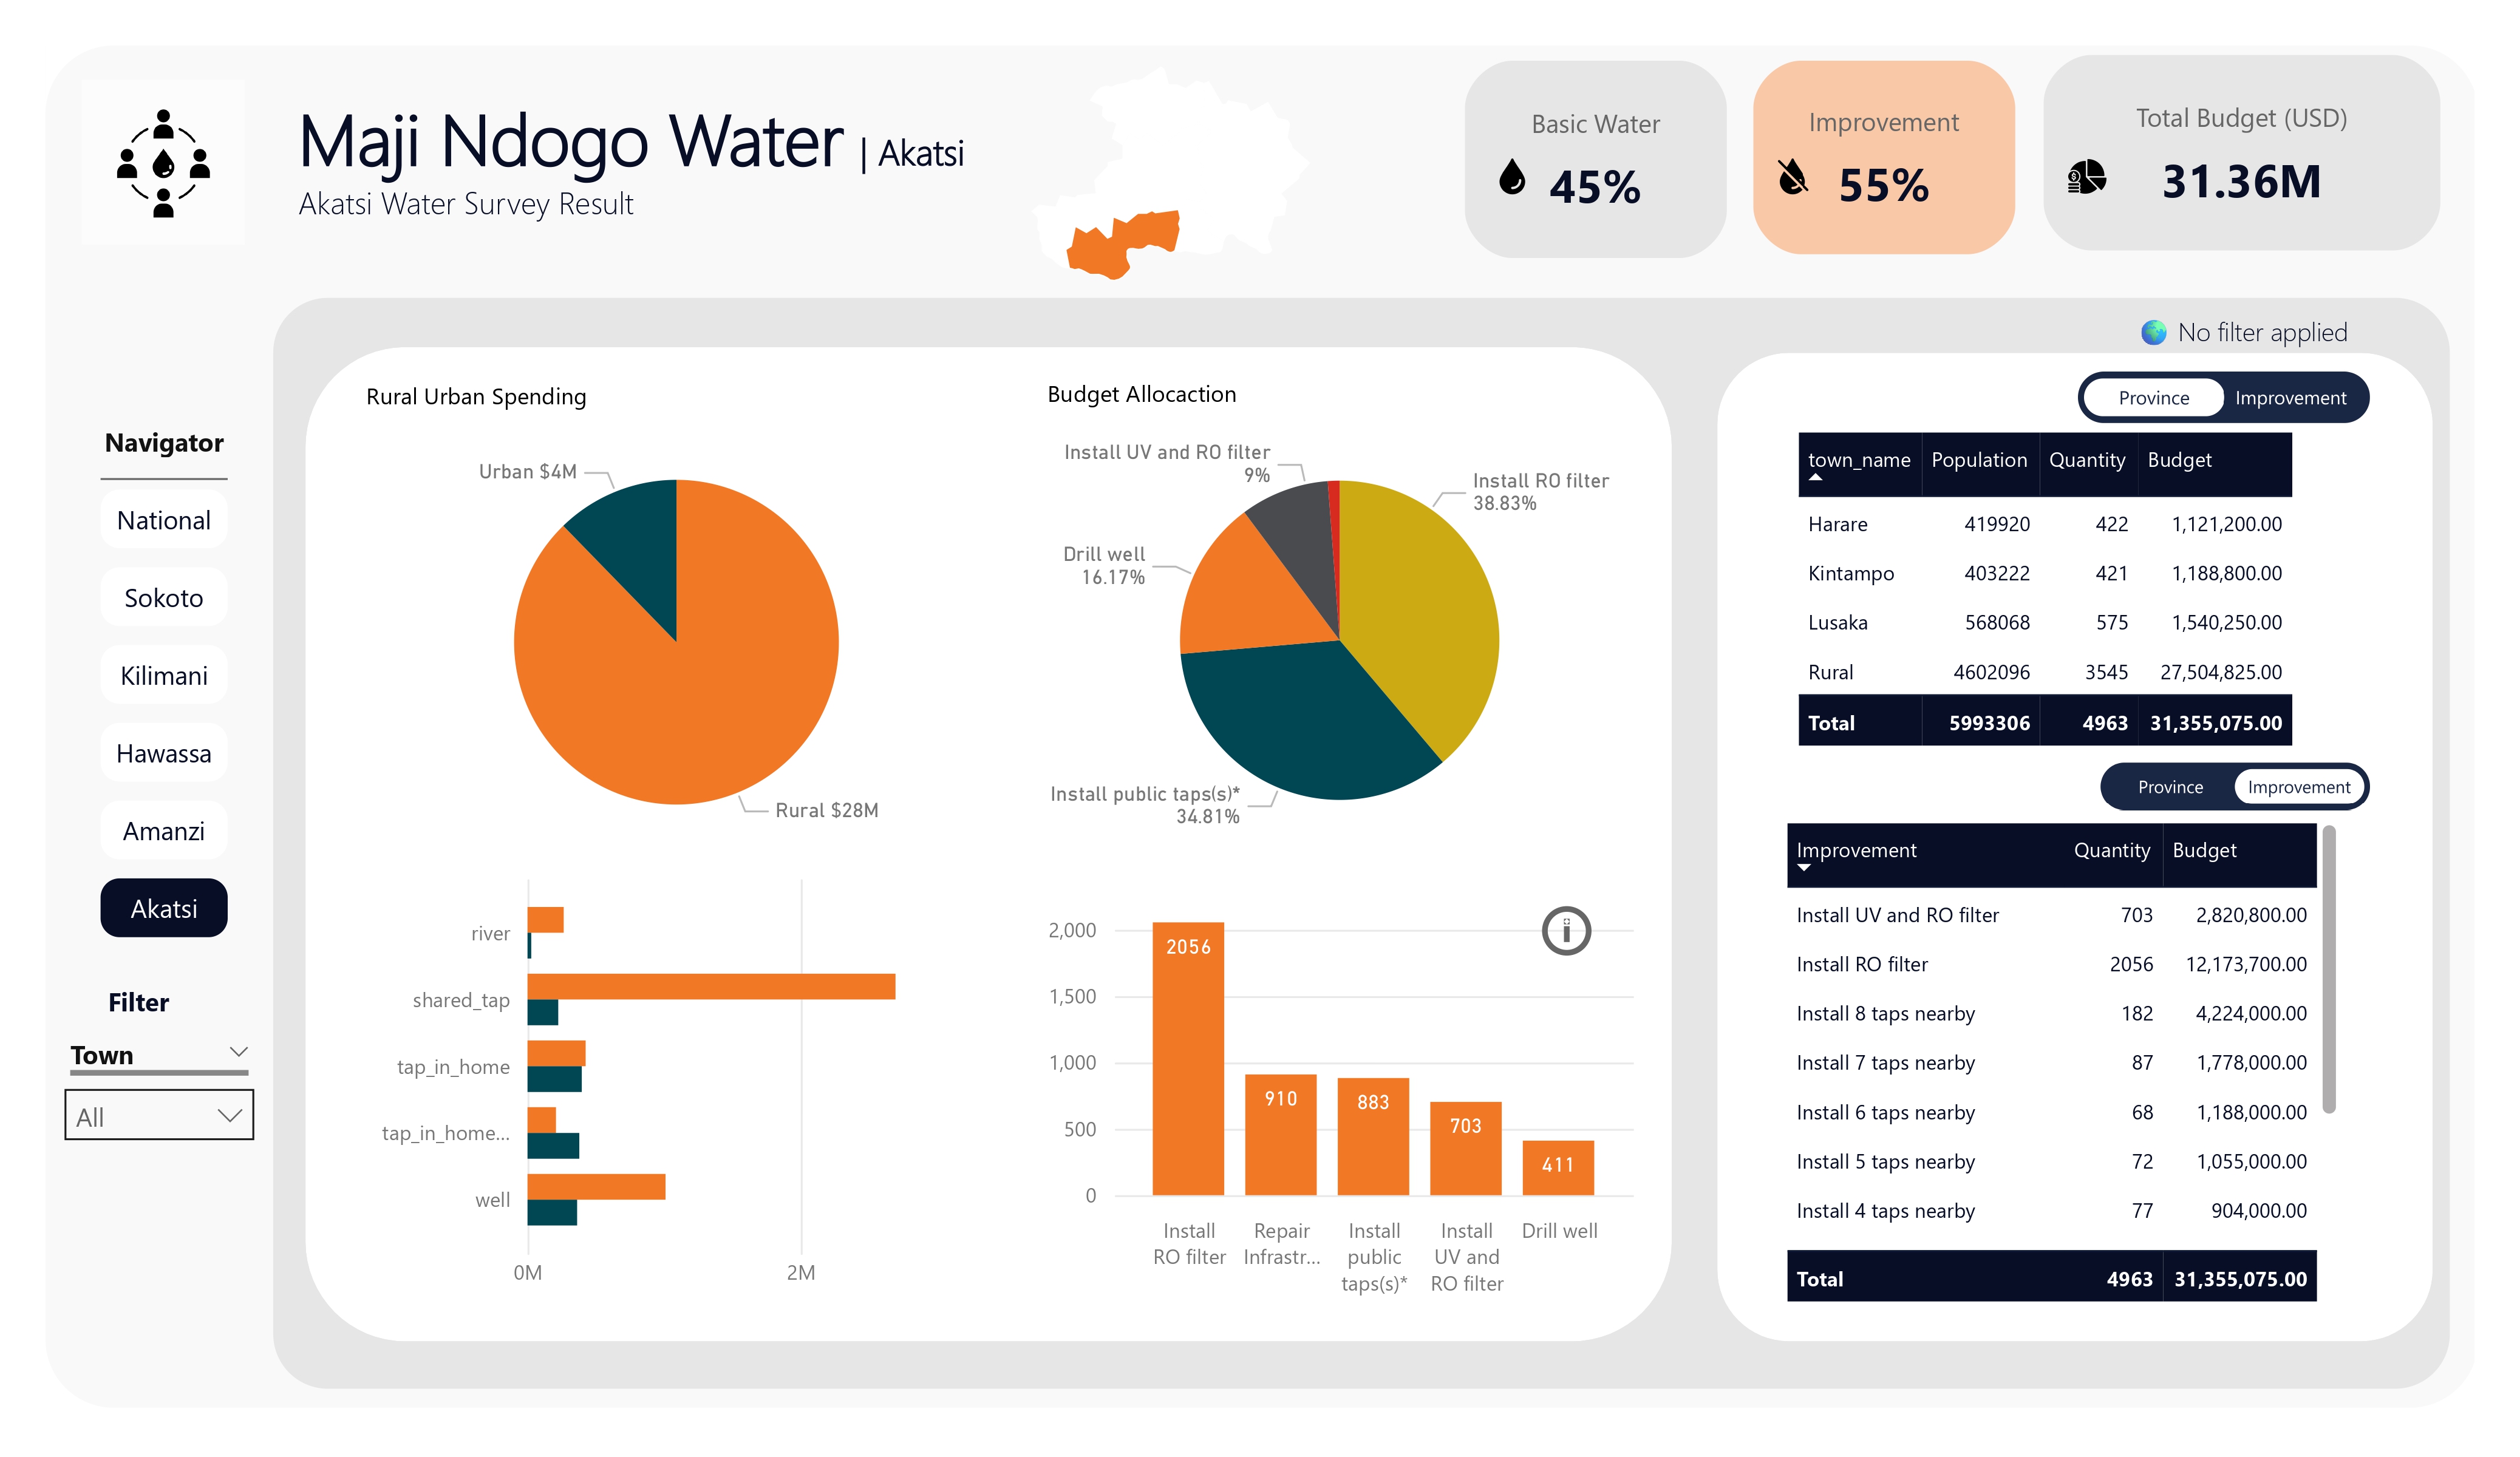 Maji Ndogo Water | Akatsi
Akatsi Water Survey Result
Basic Water
45%
Improvement
55%
Total Budget (USD)
31.36M
No filter applied
Navigator
National
Sokoto
Kilimani
Hawassa
Amanzi
Akatsi
Filter
Town
All
Rural Urban Spending
Urban $4M
Rural $28M
Budget Allocaction
Install UV and RO filter
9%
Install RO filter
38.83%
Drill well
16.17%
Install public taps(s)*
34.81%
river
shared_tap
tap_in_home
tap_in_home...
well
0M 2M
2,000
1,500
1,000
500
0
2056
910
883
703
411
Install
RO filter
Repair
Infrastr...
Install
public
taps(s)*
Install
UV and
RO filter
Drill well
Province Improvement
town_name Population Quantity Budget
Harare 419920 422 1,121,200.00
Kintampo 403222 421 1,188,800.00
Lusaka 568068 575 1,540,250.00
Rural 4602096 3545 27,504,825.00
Total 5993306 4963 31,355,075.00
Province Improvement
Improvement Quantity Budget
Install UV and RO filter 703 2,820,800.00
Install RO filter 2056 12,173,700.00
Install 8 taps nearby 182 4,224,000.00
Install 7 taps nearby 87 1,778,000.00
Install 6 taps nearby 68 1,188,000.00
Install 5 taps nearby 72 1,055,000.00
Install 4 taps nearby 77 904,000.00
Total 4963 31,355,075.00